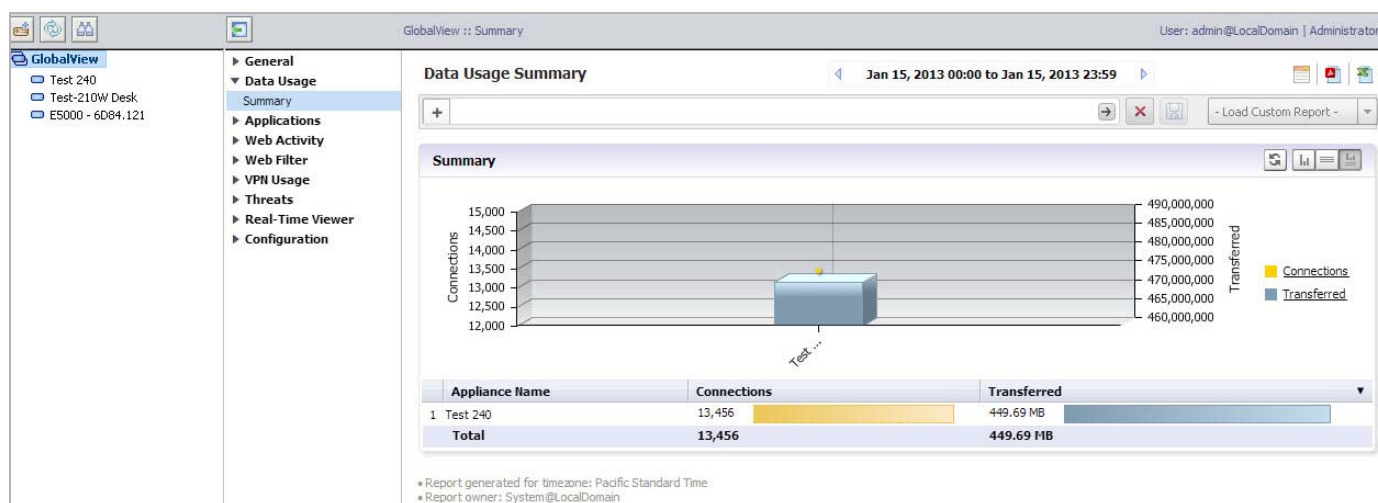 GlobalView :: Summary
User: admin@LocalDomain | Administrator
GlobalView
Test 240
Test-210W Desk
E5000 - 6D84.121
General
Data Usage
Summary
Applications
Web Activity
Web Filter
VPN Usage
Threats
Real-Time Viewer
Configuration
Data Usage Summary
Jan 15, 2013 00:00 to Jan 15, 2013 23:59
+
- Load Custom Report -
Summary
Connections
15,000
14,500
14,000
13,500
13,000
12,500
12,000
490,000,000
485,000,000
480,000,000
475,000,000
470,000,000
465,000,000
460,000,000
Transferred
Connections
Transferred
Test ...
Appliance Name Connections Transferred
1 Test 240 13,456 449.69 MB
Total 13,456 449.69 MB
• Report generated for timezone: Pacific Standard Time
• Report owner: System@LocalDomain